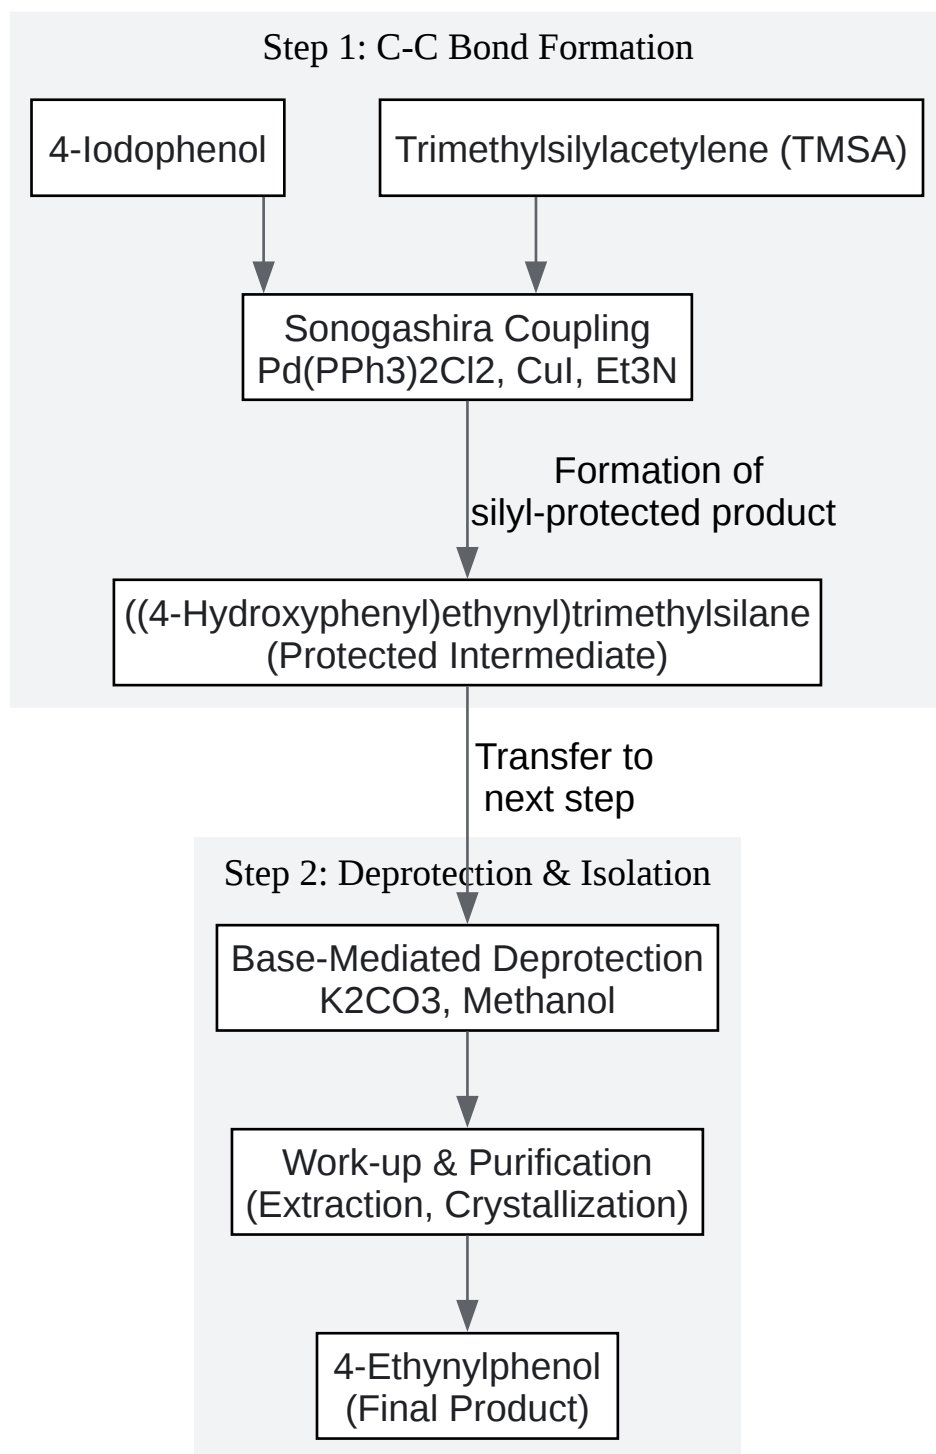 Step 1: C-C Bond Formation
4-Iodophenol
Trimethylsilylacetylene (TMSA)
Sonogashira Coupling
Pd(PPh3)2Cl2, CuI, Et3N
Formation of
silyl-protected product
((4-Hydroxyphenyl)ethynyl)trimethylsilane
(Protected Intermediate)
Transfer to
next step
Step 2: Deprotection & Isolation
Base-Mediated Deprotection
K2CO3, Methanol
Work-up & Purification
(Extraction, Crystallization)
4-Ethynylphenol
(Final Product)